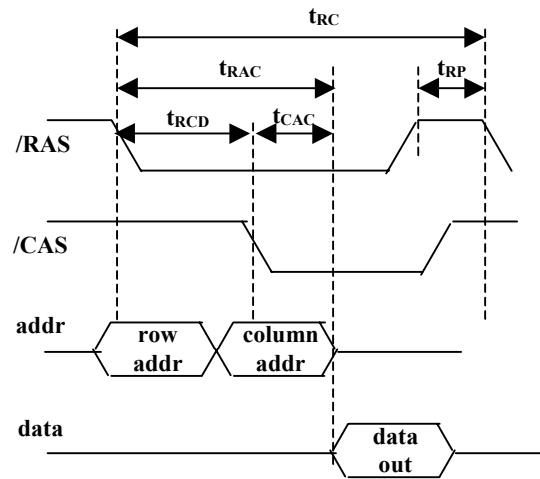 tRC
tRAC
tRP
tRCD
tCAC
/RAS
/CAS
addr
row
addr
column
addr
data
data
out